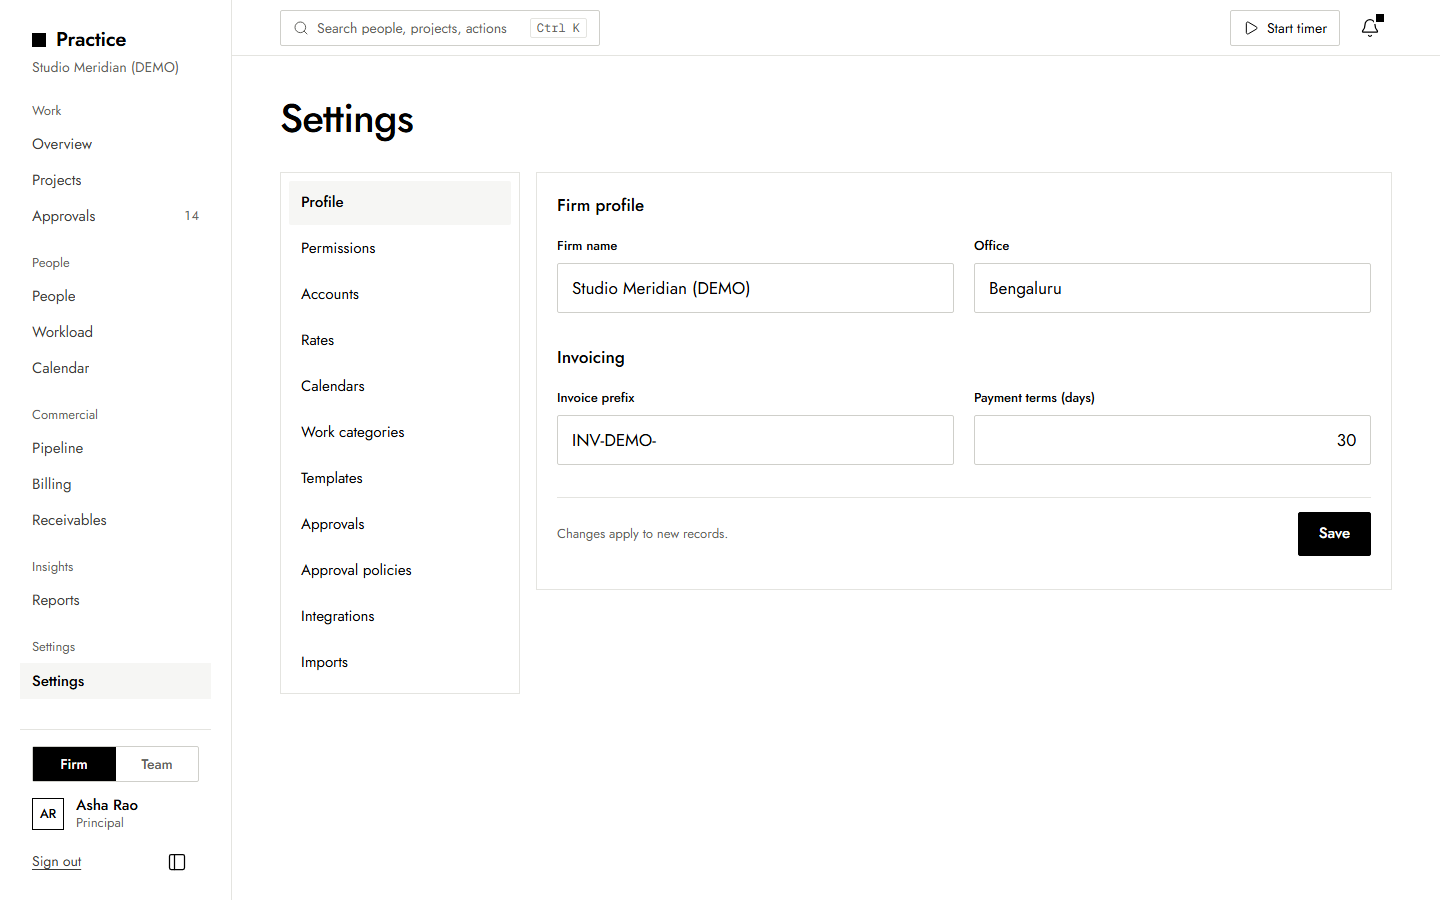 Practice
Studio Meridian (DEMO)
Work
Overview
Projects
Approvals 14
People
People
Workload
Calendar
Commercial
Pipeline
Billing
Receivables
Insights
Reports
Settings
Settings
Firm Team
AR
Asha Rao
Principal
Sign out
Search people, projects, actions Ctrl K
Start timer
Settings
Profile
Permissions
Accounts
Rates
Calendars
Work categories
Templates
Approvals
Approval policies
Integrations
Imports
Firm profile
Firm name Office
Studio Meridian (DEMO) Bengaluru
Invoicing
Invoice prefix Payment terms (days)
INV-DEMO- 30
Changes apply to new records. Save